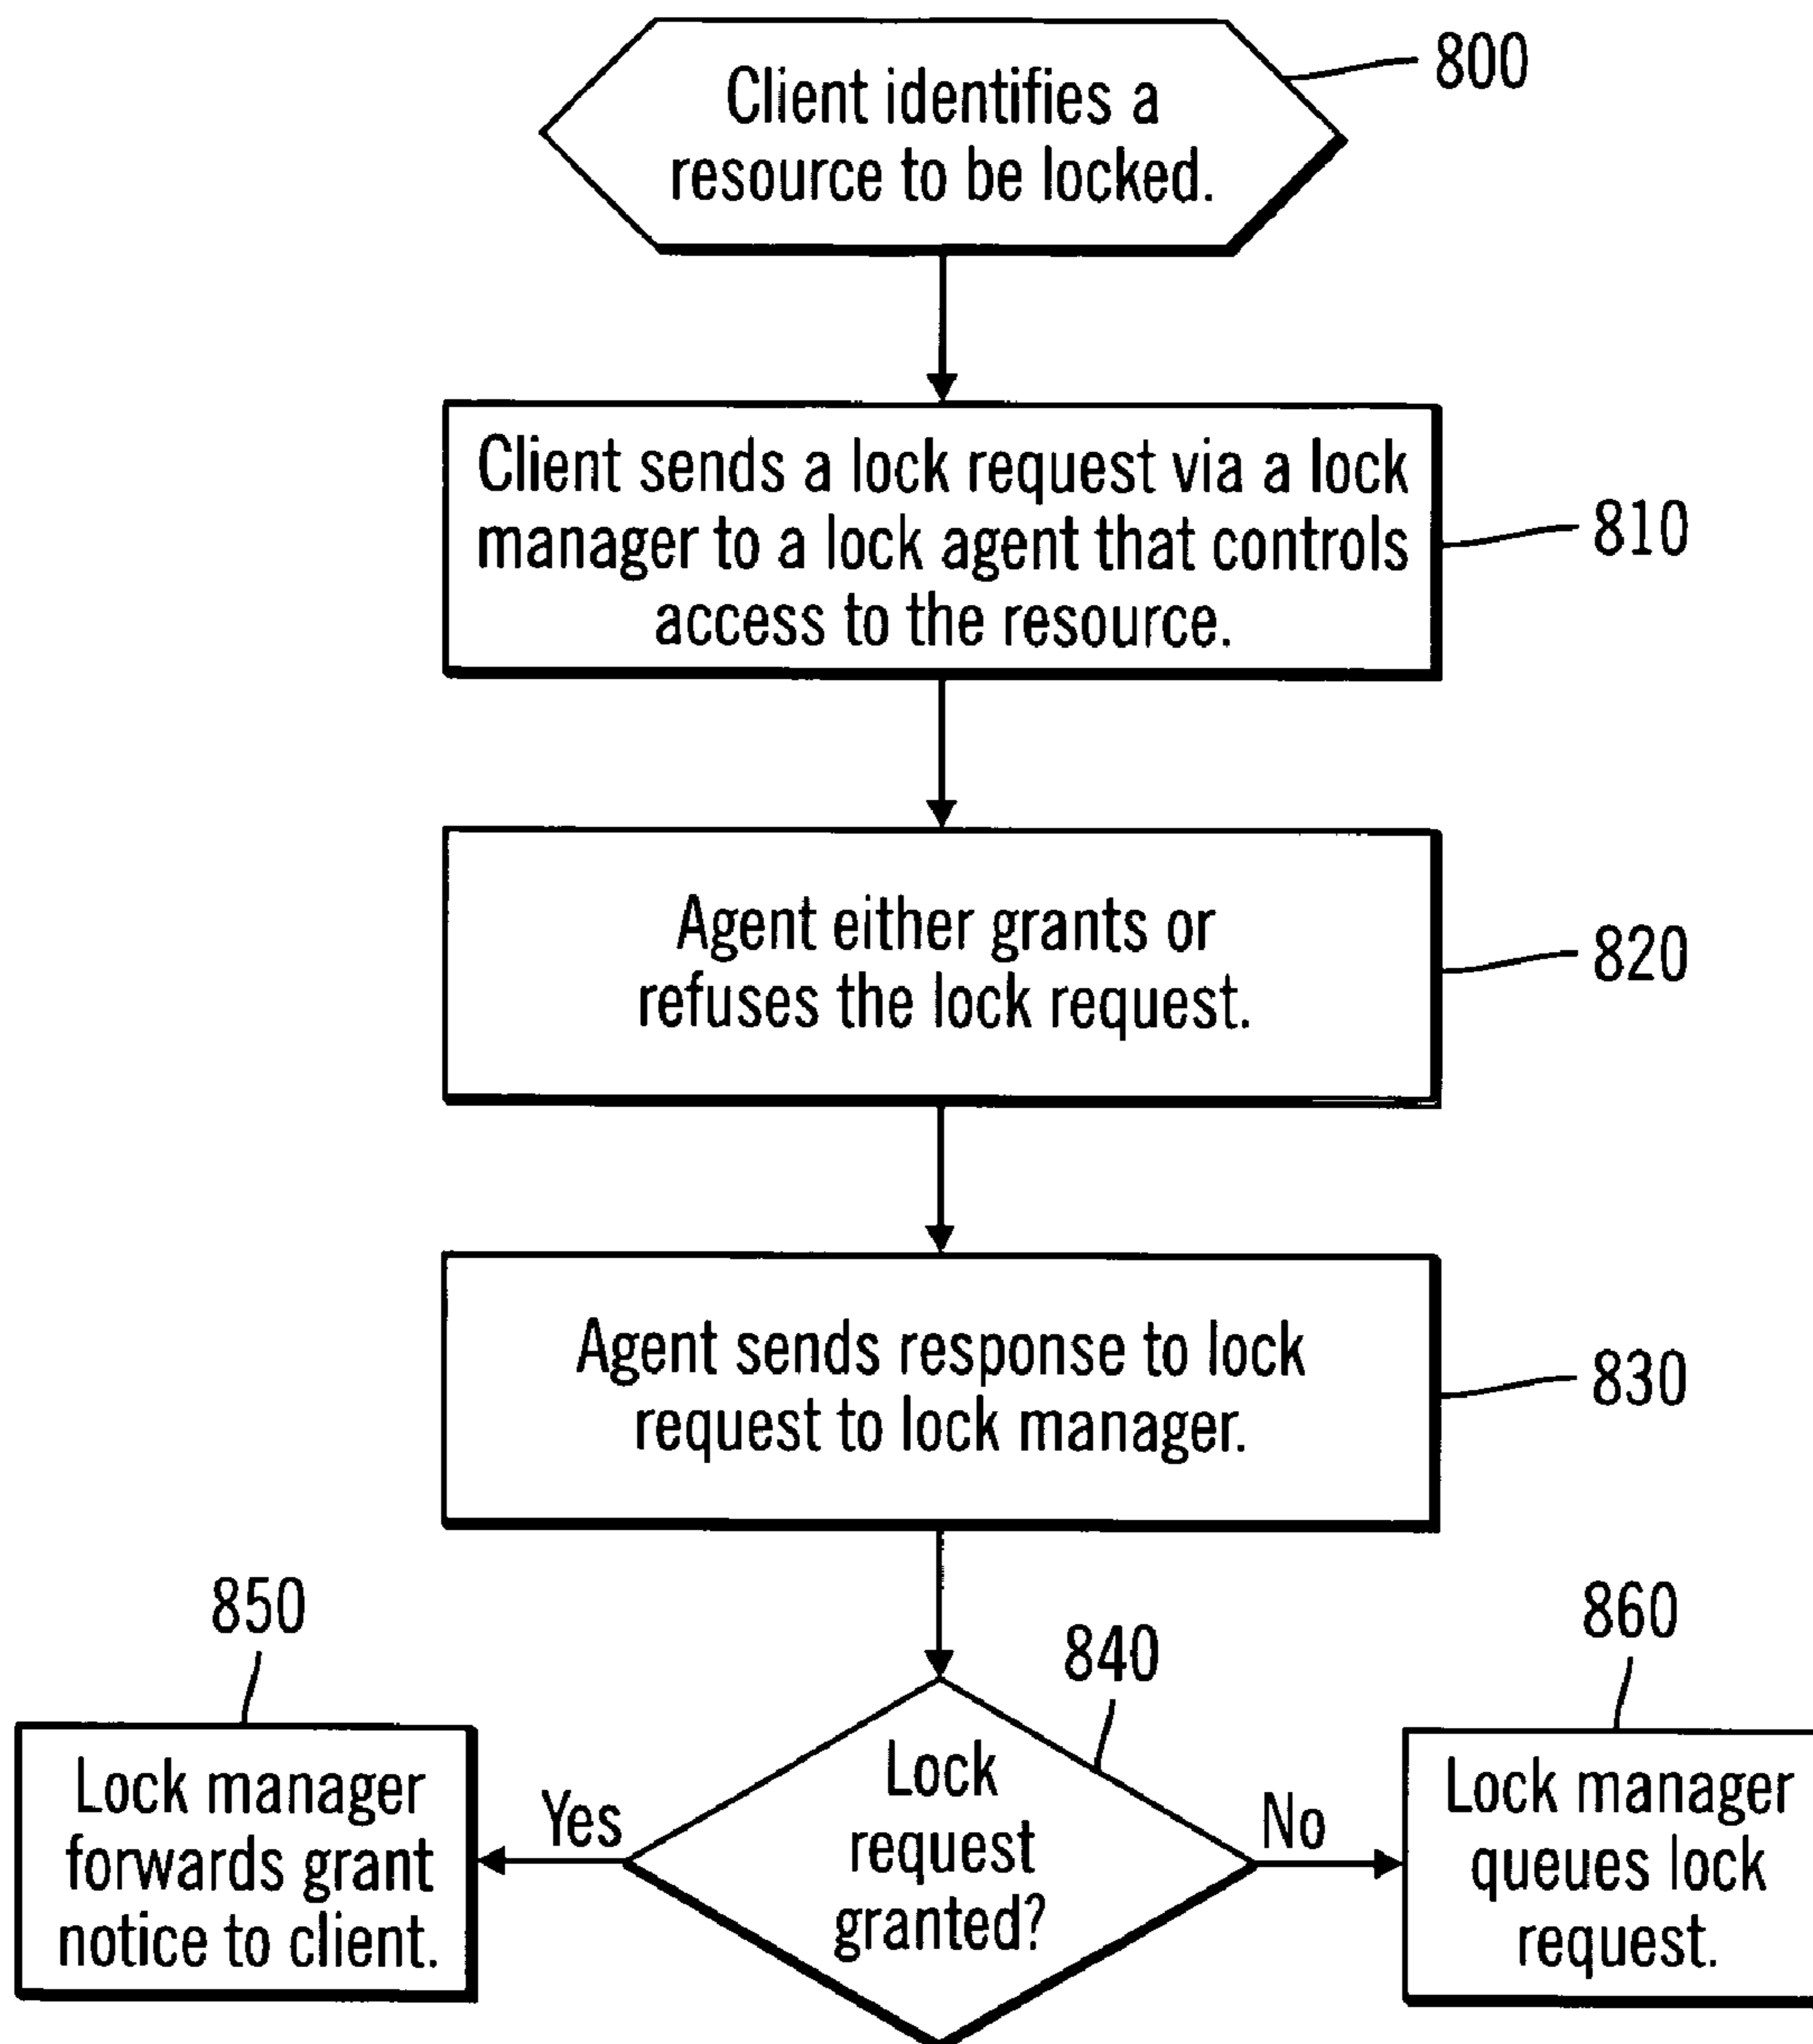 Client identifies a
resource to be locked.
800
Client sends a lock request via a lock
manager to a lock agent that controls
access to the resource.
810
Agent either grants or
refuses the lock request.
820
Agent sends response to lock
request to lock manager.
830
850
840
860
Lock manager
forwards grant
notice to client.
Yes
Lock
request
granted?
No
Lock manager
queues lock
request.